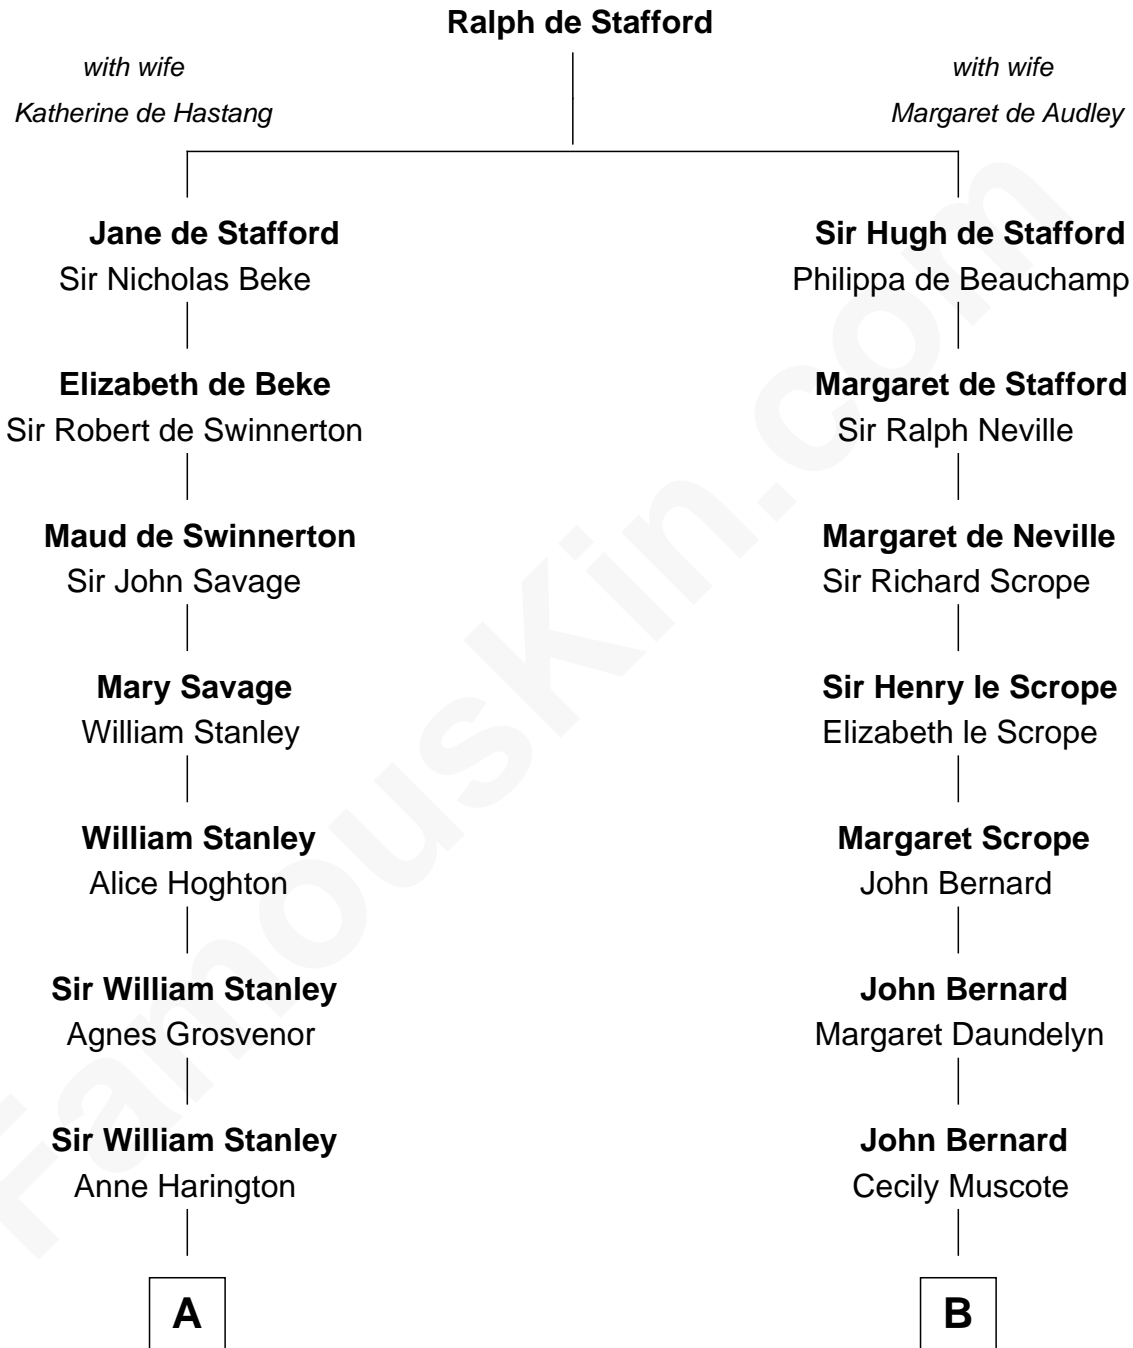 Ralph de Stafford
with wife
Katherine de Hastang
with wife
Margaret de Audley
Jane de Stafford
Sir Nicholas Beke
Sir Hugh de Stafford
Philippa de Beauchamp
Elizabeth de Beke
Sir Robert de Swinnerton
Margaret de Stafford
Sir Ralph Neville
Maud de Swinnerton
Sir John Savage
Margaret de Neville
Sir Richard Scrope
Mary Savage
William Stanley
Sir Henry le Scrope
Elizabeth le Scrope
William Stanley
Alice Hoghton
Margaret Scrope
John Bernard
Sir William Stanley
Agnes Grosvenor
John Bernard
Margaret Daundelyn
Sir William Stanley
Anne Harington
John Bernard
Cecily Muscote
A
B
FamousKin.com